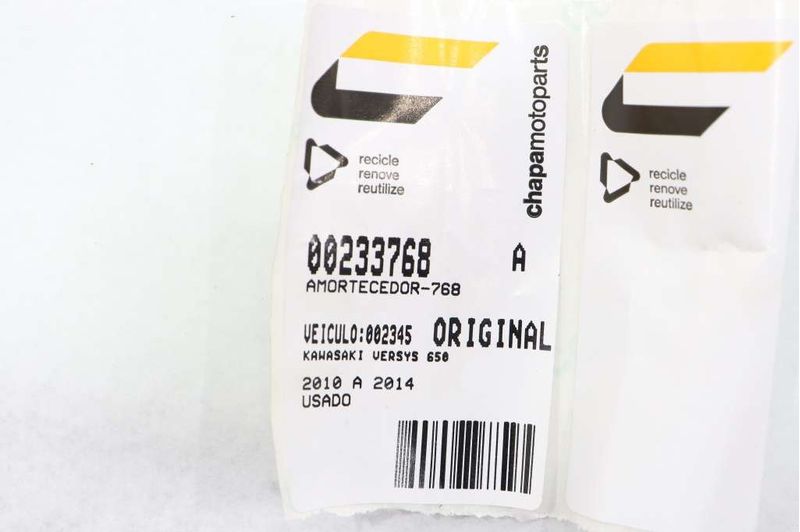 chapamotoparts
recicle
renove
reutilize
00233768 A
AMORTECEDOR-768
VEICULO:002345 ORIGINAL
KAWASAKI VERSYS 650
2010 A 2014
USADO
recicle
renove
reutilize